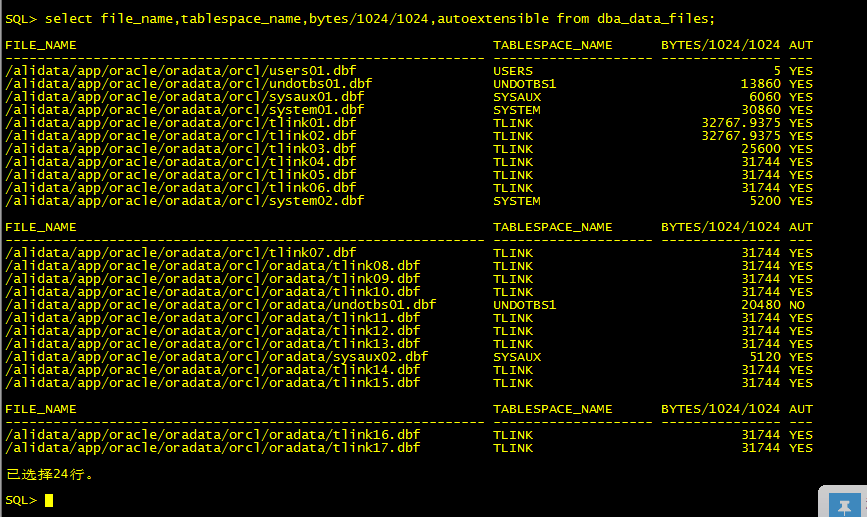 SQL> select file_name,tablespace_name,bytes/1024/1024,autoextensible from dba_data_files;
FILE_NAME TABLESPACE_NAME BYTES/1024/1024 AUT
------------------------------------------------------------ -------------------- --------------- ---
/alidata/app/oracle/oradata/orcl/users01.dbf USERS 5 YES
/alidata/app/oracle/oradata/orcl/undotbs01.dbf UNDOTBS1 13860 YES
/alidata/app/oracle/oradata/orcl/sysaux01.dbf SYSAUX 6060 YES
/alidata/app/oracle/oradata/orcl/system01.dbf SYSTEM 30860 YES
/alidata/app/oracle/oradata/orcl/tlink01.dbf TLINK 32767.9375 YES
/alidata/app/oracle/oradata/orcl/tlink02.dbf TLINK 32767.9375 YES
/alidata/app/oracle/oradata/orcl/tlink03.dbf TLINK 25600 YES
/alidata/app/oracle/oradata/orcl/tlink04.dbf TLINK 31744 YES
/alidata/app/oracle/oradata/orcl/tlink05.dbf TLINK 31744 YES
/alidata/app/oracle/oradata/orcl/tlink06.dbf TLINK 31744 YES
/alidata/app/oracle/oradata/orcl/system02.dbf SYSTEM 5200 YES
FILE_NAME TABLESPACE_NAME BYTES/1024/1024 AUT
------------------------------------------------------------ -------------------- --------------- ---
/alidata/app/oracle/oradata/orcl/tlink07.dbf TLINK 31744 YES
/alidata/app/oracle/oradata/orcl/oradata/tlink08.dbf TLINK 31744 YES
/alidata/app/oracle/oradata/orcl/oradata/tlink09.dbf TLINK 31744 YES
/alidata/app/oracle/oradata/orcl/oradata/tlink10.dbf TLINK 31744 YES
/alidata/app/oracle/oradata/orcl/oradata/undotbs01.dbf UNDOTBS1 20480 NO
/alidata/app/oracle/oradata/orcl/oradata/tlink11.dbf TLINK 31744 YES
/alidata/app/oracle/oradata/orcl/oradata/tlink12.dbf TLINK 31744 YES
/alidata/app/oracle/oradata/orcl/oradata/tlink13.dbf TLINK 31744 YES
/alidata/app/oracle/oradata/orcl/oradata/sysaux02.dbf SYSAUX 5120 YES
/alidata/app/oracle/oradata/orcl/oradata/tlink14.dbf TLINK 31744 YES
/alidata/app/oracle/oradata/orcl/oradata/tlink15.dbf TLINK 31744 YES
FILE_NAME TABLESPACE_NAME BYTES/1024/1024 AUT
------------------------------------------------------------ -------------------- --------------- ---
/alidata/app/oracle/oradata/orcl/oradata/tlink16.dbf TLINK 31744 YES
/alidata/app/oracle/oradata/orcl/oradata/tlink17.dbf TLINK 31744 YES
已选择24行。
SQL>